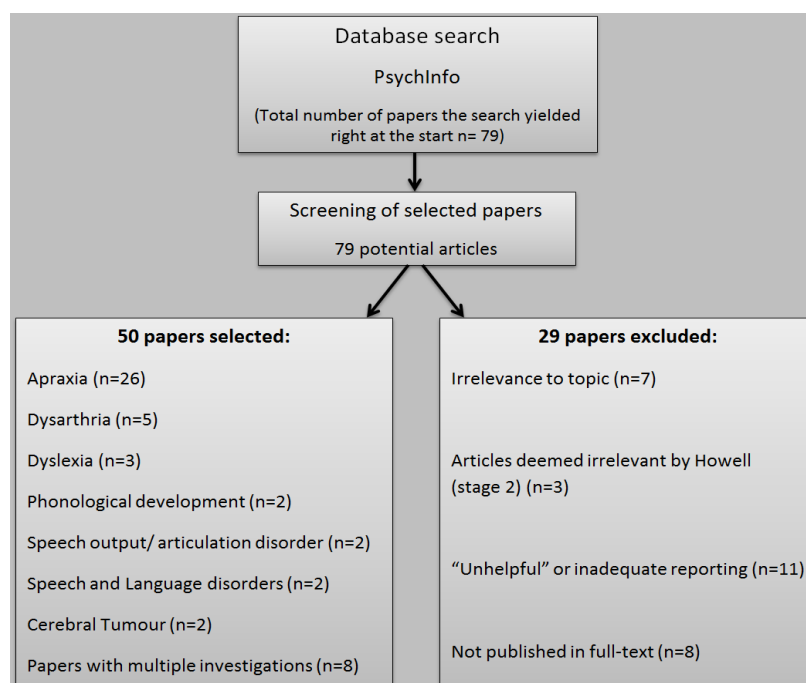 Database search
PsychInfo
(Total number of papers the search yielded
right at the start n= 79)
Screening of selected papers
79 potential articles
50 papers selected:
Apraxia (n=26)
Dysarthria (n=5)
Dyslexia (n=3)
Phonological development (n=2)
Speech output/ articulation disorder (n=2)
Speech and Language disorders (n=2)
Cerebral Tumour (n=2)
Papers with multiple investigations (n=8)
29 papers excluded:
Irrelevance to topic (n=7)
Articles deemed irrelevant by Howell
(stage 2) (n=3)
“Unhelpful” or inadequate reporting (n=11)
Not published in full-text (n=8)